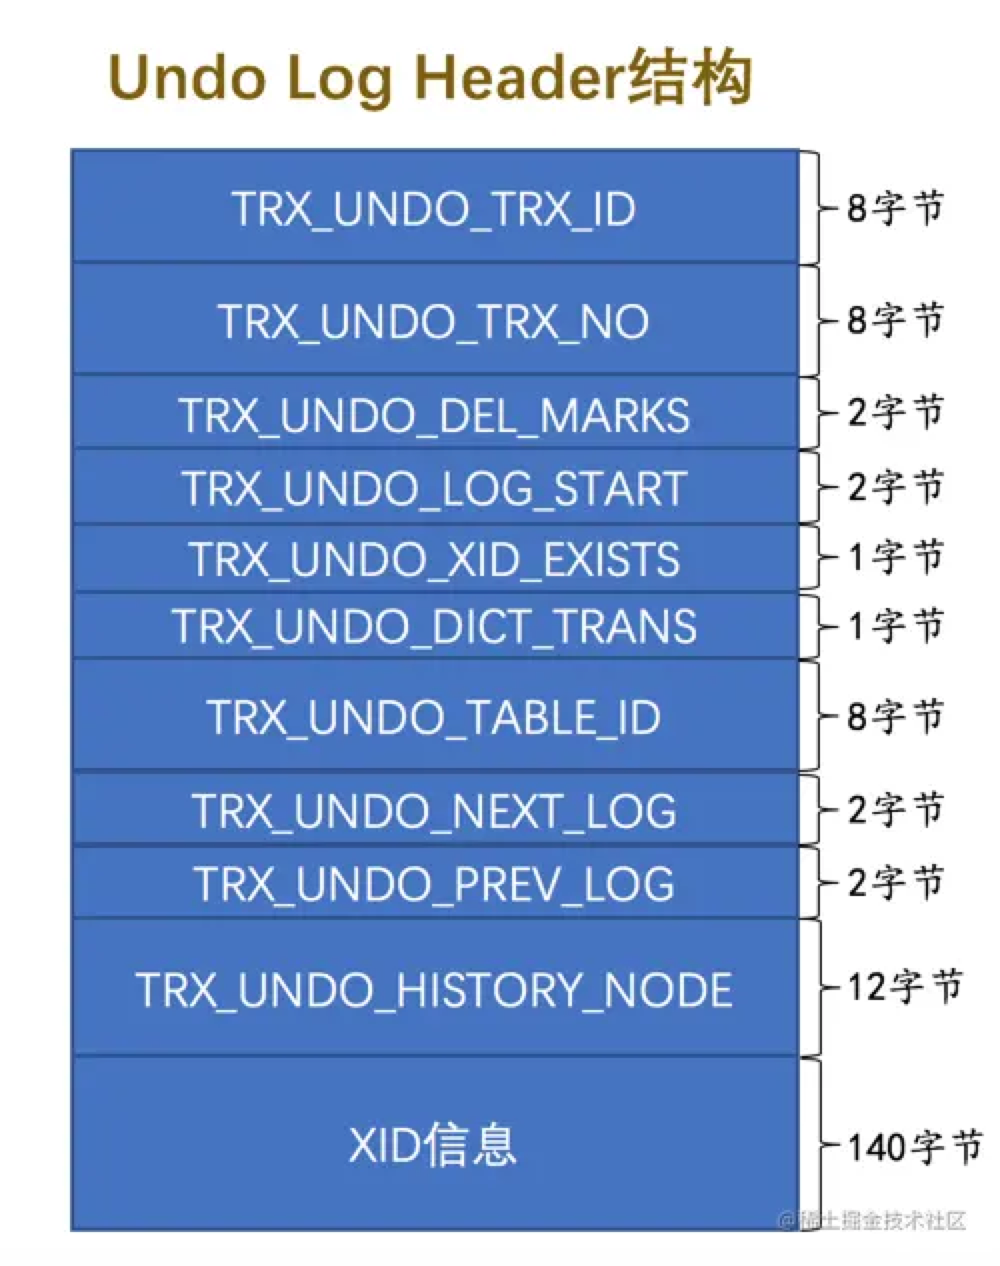 Undo Log Header结构
TRX_UNDO_TRX_ID 8字节
TRX_UNDO_TRX_NO 8字节
TRX_UNDO_DEL_MARKS 2字节
TRX_UNDO_LOG_START 2字节
TRX_UNDO_XID_EXISTS 1字节
TRX_UNDO_DICT_TRANS 1字节
TRX_UNDO_TABLE_ID 8字节
TRX_UNDO_NEXT_LOG 2字节
TRX_UNDO_PREV_LOG 2字节
TRX_UNDO_HISTORY_NODE 12字节
XID信息 140字节
@稀土掘金技术社区